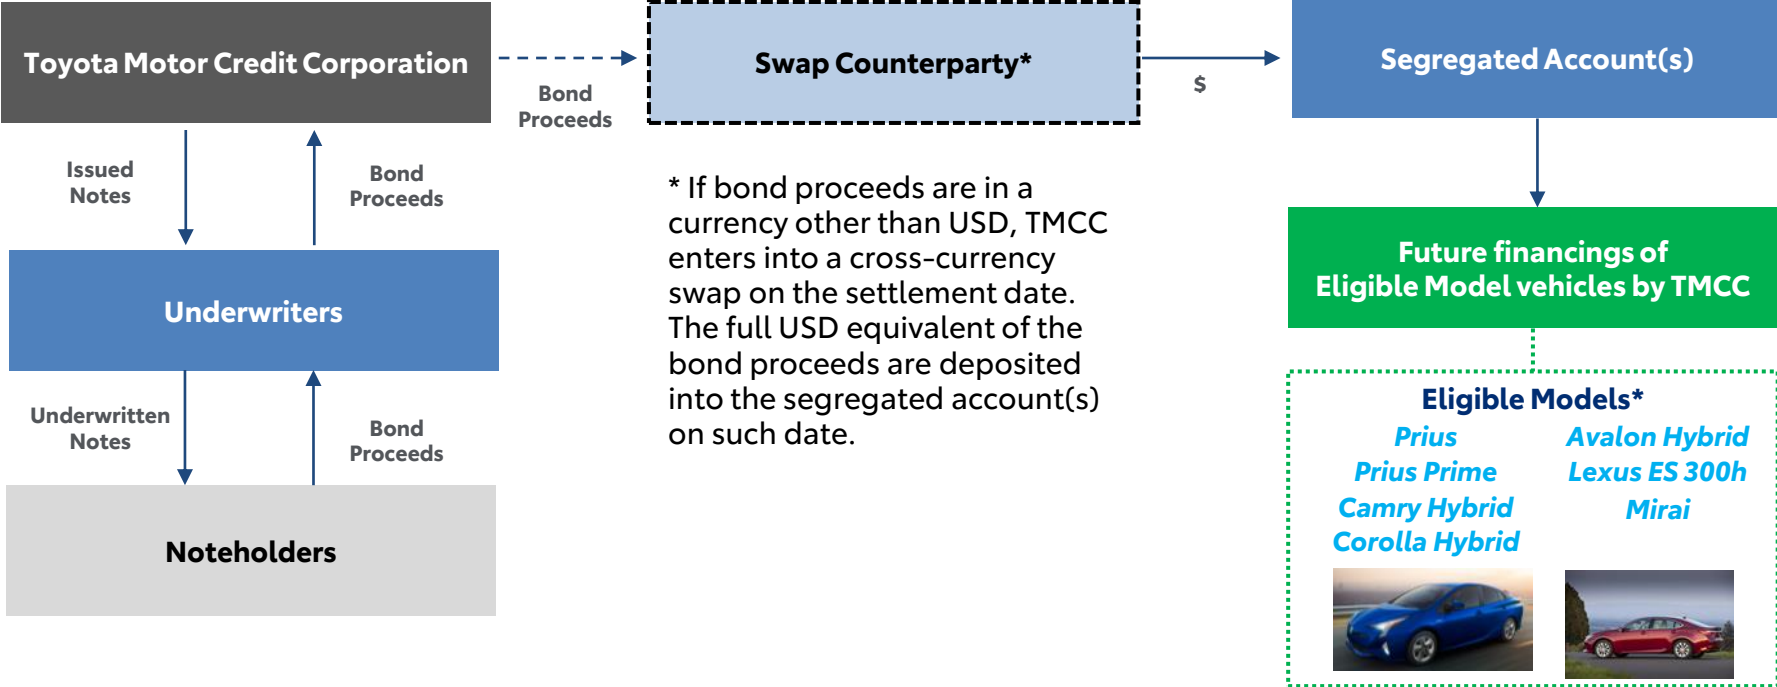 Toyota Motor Credit Corporation
Bond
Proceeds
Swap Counterparty*
$
Segregated Account(s)
Issued
Notes
Bond
Proceeds
Underwriters
Underwritten
Notes
Bond
Proceeds
Noteholders
* If bond proceeds are in a
currency other than USD, TMCC
enters into a cross-currency
swap on the settlement date.
The full USD equivalent of the
bond proceeds are deposited
into the segregated account(s)
on such date.
Future financings of
Eligible Model vehicles by TMCC
Eligible Models*
Prius
Prius Prime
Camry Hybrid
Corolla Hybrid
Avalon Hybrid
Lexus ES 300h
Mirai